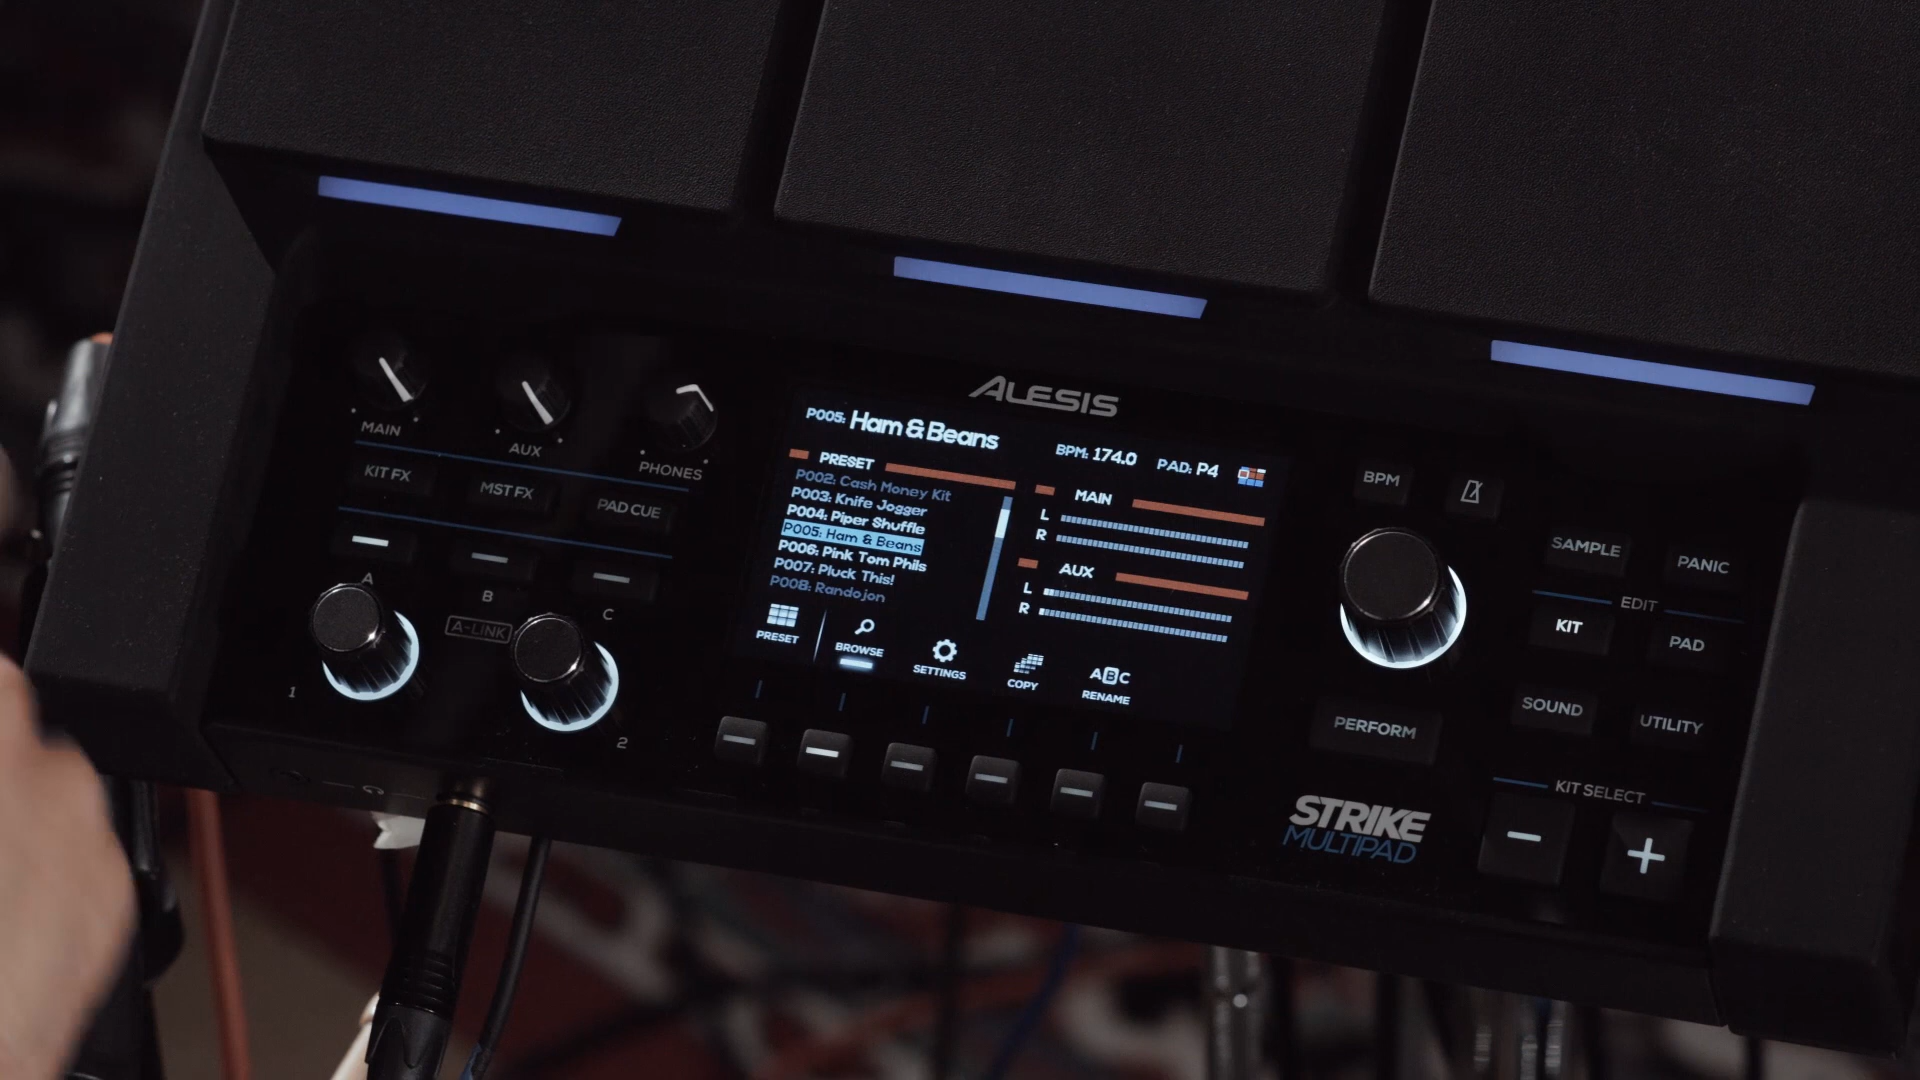 ALESIS
P005: Ham & Beans
BPM: 174.0 PAD: P4
PRESET
P002: Cash Money Kit
P003: Knife Jogger
P004: Piper Shuffle
P005: Ham & Beans
P006: Pink Tom Phils
P007: Pluck This!
P008: Randojon
MAIN
L
R
AUX
L
R
PRESET
BROWSE
SETTINGS
COPY
ABC
RENAME
MAIN
AUX
PHONES
KIT FX
MST FX
PAD CUE
A
B
C
A-LINK
1
2
BPM
PERFORM
SAMPLE
PANIC
EDIT
KIT
PAD
SOUND
UTILITY
KIT SELECT
- +
STRIKE
MULTIPAD